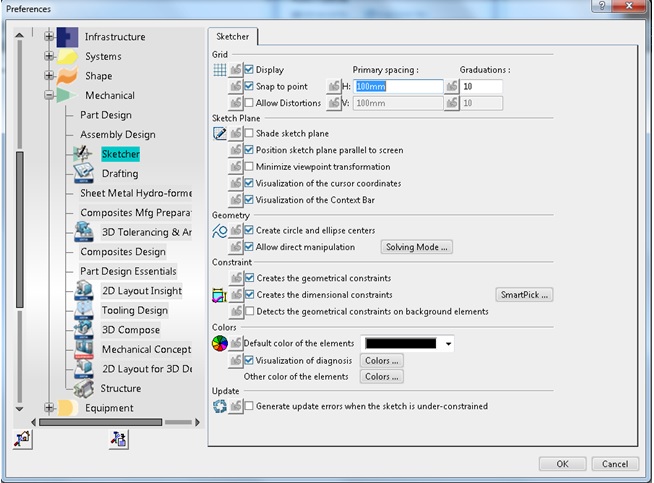 Preferences
Infrastructure
Systems
Shape
Mechanical
Part Design
Assembly Design
Sketcher
Drafting
Sheet Metal Hydro-forme
Composites Mfg Prepara
3D Tolerancing & Ar
Composites Design
Part Design Essentials
2D Layout Insight
Tooling Design
3D Compose
Mechanical Concept
2D Layout for 3D De
Structure
Equipment
Sketcher
Grid
Display Primary spacing : Graduations :
Snap to point H: 100mm 10
Allow Distortions V: 100mm 10
Sketch Plane
Shade sketch plane
Position sketch plane parallel to screen
Minimize viewpoint transformation
Visualization of the cursor coordinates
Visualization of the Context Bar
Geometry
Create circle and ellipse centers
Allow direct manipulation Solving Mode ...
Constraint
Creates the geometrical constraints
Creates the dimensional constraints SmartPick ...
Detects the geometrical constraints on background elements
Colors
Default color of the elements
Visualization of diagnosis Colors ...
Other color of the elements Colors ...
Update
Generate update errors when the sketch is under-constrained
OK Cancel